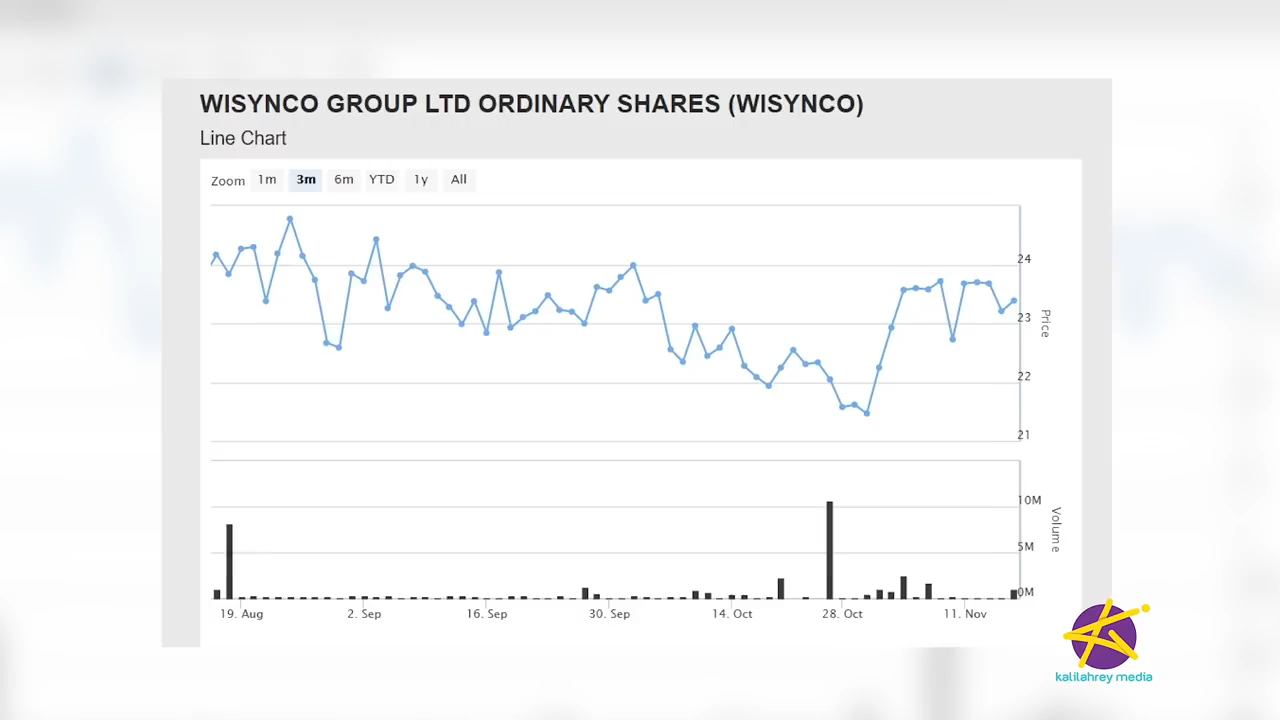 WISYNCO GROUP LTD ORDINARY SHARES (WISYNCO)
Line Chart
Zoom 1m 3m 6m YTD 1y All
24
23
Price
22
21
10M
Volume
5M
0M
19. Aug 2. Sep 16. Sep 30. Sep 14. Oct 28. Oct 11. Nov
kalilahrey media